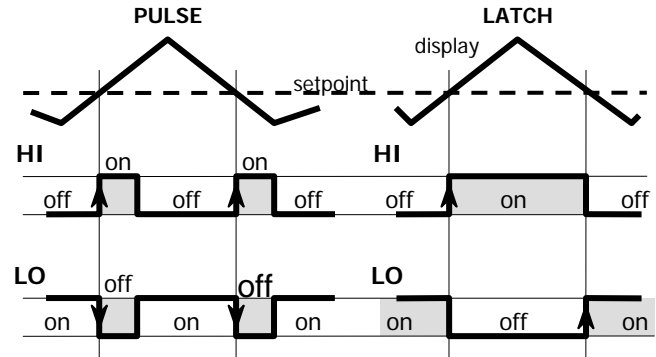 PULSE LATCH
display
setpoint
HI on on HI
off off off off on off
LO off off LO
on on on on off on